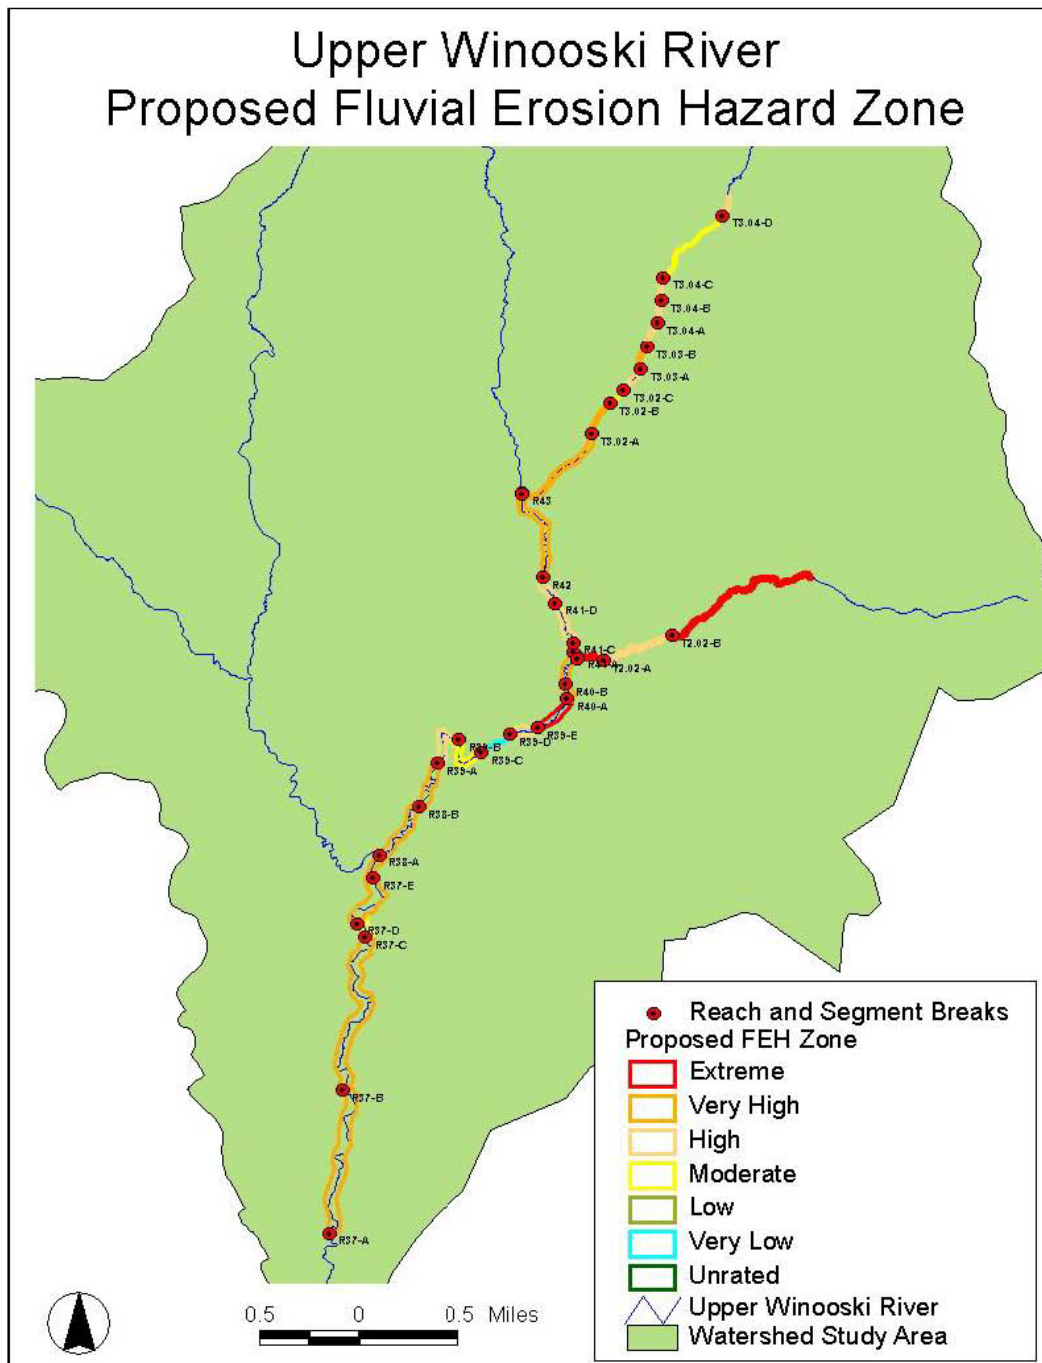 Upper Winooski River
Proposed Fluvial Erosion Hazard Zone
T3.04-D
T3.04-C
T3.04-B
T3.04-A
T3.03-B
T3.03-A
T3.02-C
T3.02-B
T3.02-A
R43
R42
R41-D
R41-C
T2.02-B
T2.02-A
R40-B
R40-A
R39-E
R39-D
R39-B
R39-C
R39-A
R38-B
R38-A
R37-E
R37-D
R37-C
R37-B
R37-A
Reach and Segment Breaks
Proposed FEH Zone
Extreme
Very High
High
Moderate
Low
Very Low
Unrated
Upper Winooski River
Watershed Study Area
0.5 0 0.5 Miles